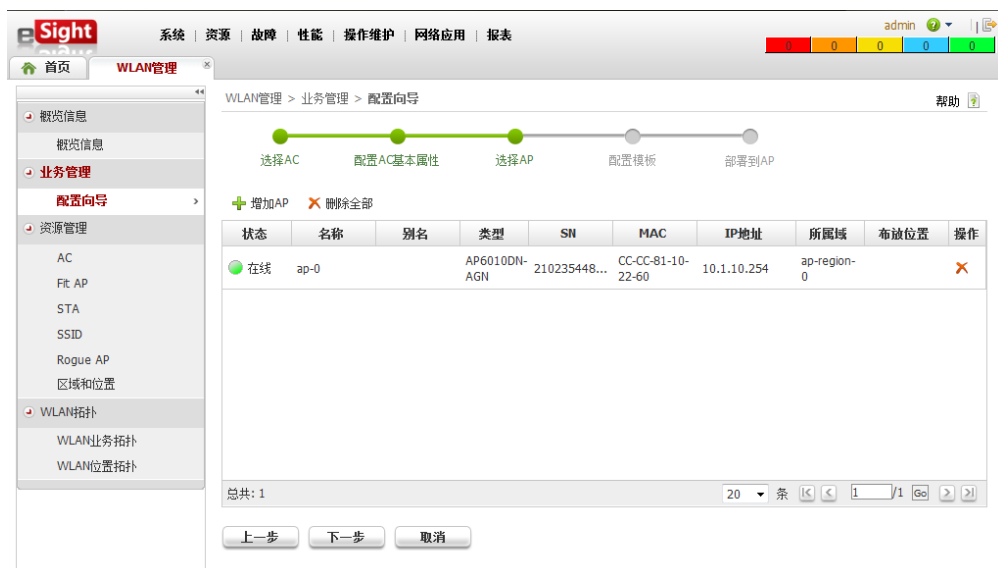 eSight
系统 | 资源 | 故障 | 性能 | 操作维护 | 网络应用 | 报表
admin
0 0 0 0 0
首页 WLAN管理
WLAN管理 > 业务管理 > 配置向导
帮助
概览信息
概览信息
业务管理
配置向导
资源管理
AC
Fit AP
STA
SSID
Rogue AP
区域和位置
WLAN拓扑
WLAN业务拓扑
WLAN位置拓扑
选择AC 配置AC基本属性 选择AP 配置模板 部署到AP
增加AP 删除全部
状态 名称 别名 类型 SN MAC IP地址 所属域 布放位置 操作
在线 ap-0 AP6010DN-AGN 210235448... CC-CC-81-10-22-60 10.1.10.254 ap-region-0
总共: 1
20 条 1 /1 Go
上一步 下一步 取消